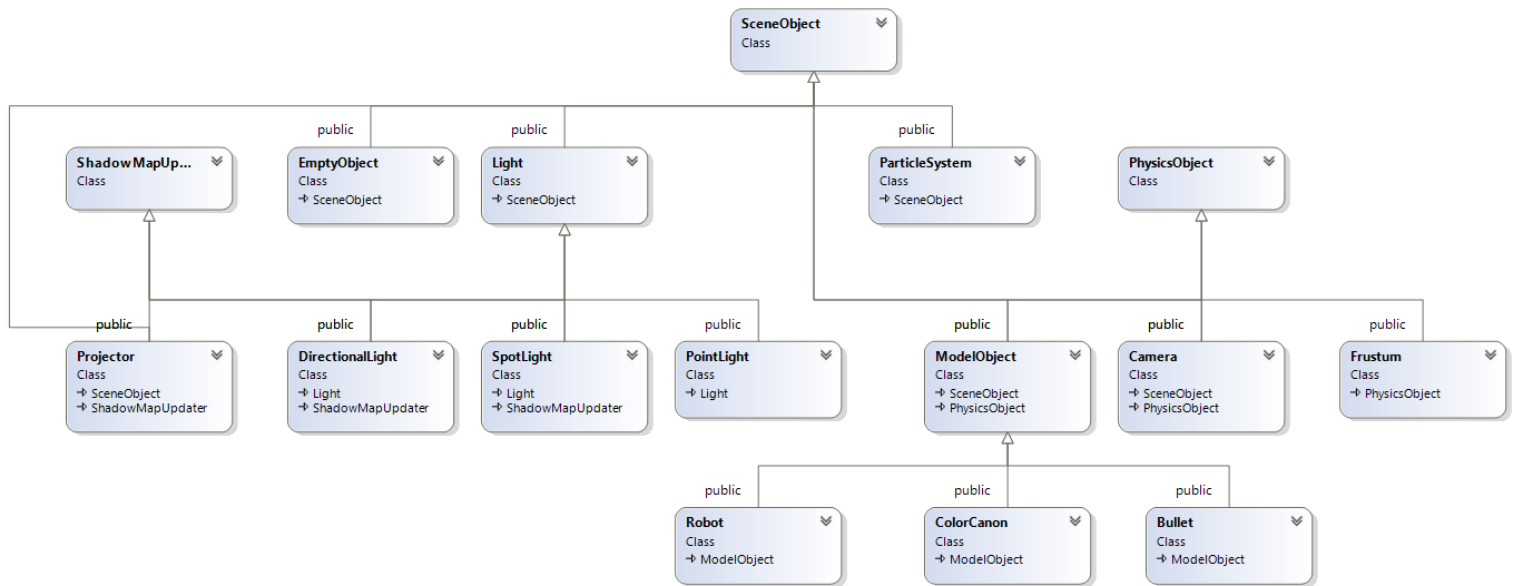 SceneObject
Class
public
public
public
ShadowMapUp...
Class
EmptyObject
Class
SceneObject
Light
Class
SceneObject
ParticleSystem
Class
SceneObject
PhysicsObject
Class
public
public
public
public
public
public
public
Projector
Class
SceneObject
ShadowMapUpdater
DirectionalLight
Class
Light
ShadowMapUpdater
SpotLight
Class
Light
ShadowMapUpdater
PointLight
Class
Light
ModelObject
Class
SceneObject
PhysicsObject
Camera
Class
SceneObject
PhysicsObject
Frustum
Class
PhysicsObject
public
public
public
Robot
Class
ModelObject
ColorCanon
Class
ModelObject
Bullet
Class
ModelObject